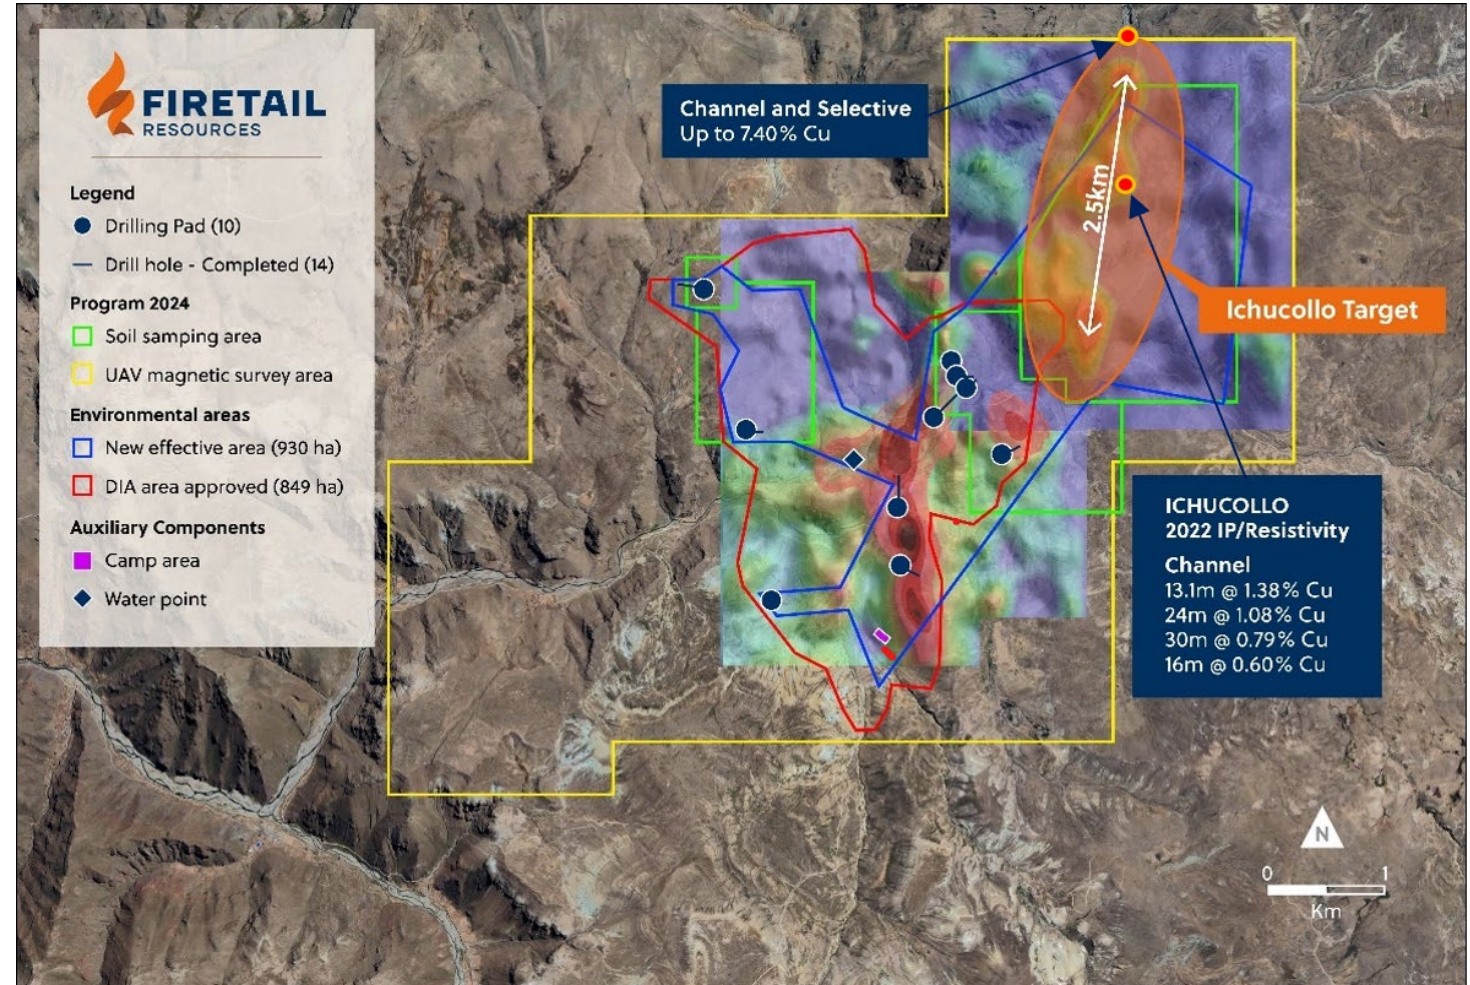 FIRETAIL
RESOURCES
Legend
Drilling Pad (10)
Drill hole - Completed (14)
Program 2024
Soil samping area
UAV magnetic survey area
Environmental areas
New effective area (930 ha)
DIA area approved (849 ha)
Auxiliary Components
Camp area
Water point
Channel and Selective
Up to 7.40% Cu
2.5km
Ichucollo Target
ICHUCOLLO
2022 IP/Resistivity
Channel
13.1m @ 1.38% Cu
24m @ 1.08% Cu
30m @ 0.79% Cu
16m @ 0.60% Cu
N
0 1
Km